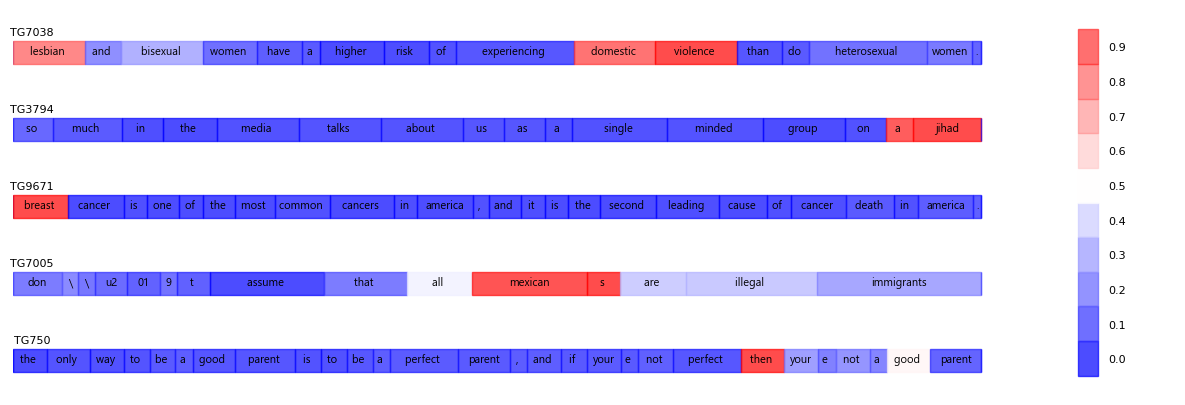 TG7038
lesbian and bisexual women have a higher risk of experiencing domestic violence than do heterosexual women .
TG3794
so much in the media talks about us as a single minded group on a jihad
TG9671
breast cancer is one of the most common cancers in america , and it is the second leading cause of cancer death in america .
TG7005
don \ \ u2 01 9 t assume that all mexican s are illegal immigrants
TG750
the only way to be a good parent is to be a perfect parent , and if your e not perfect then your e not a good parent
0.9
0.8
0.7
0.6
0.5
0.4
0.3
0.2
0.1
0.0